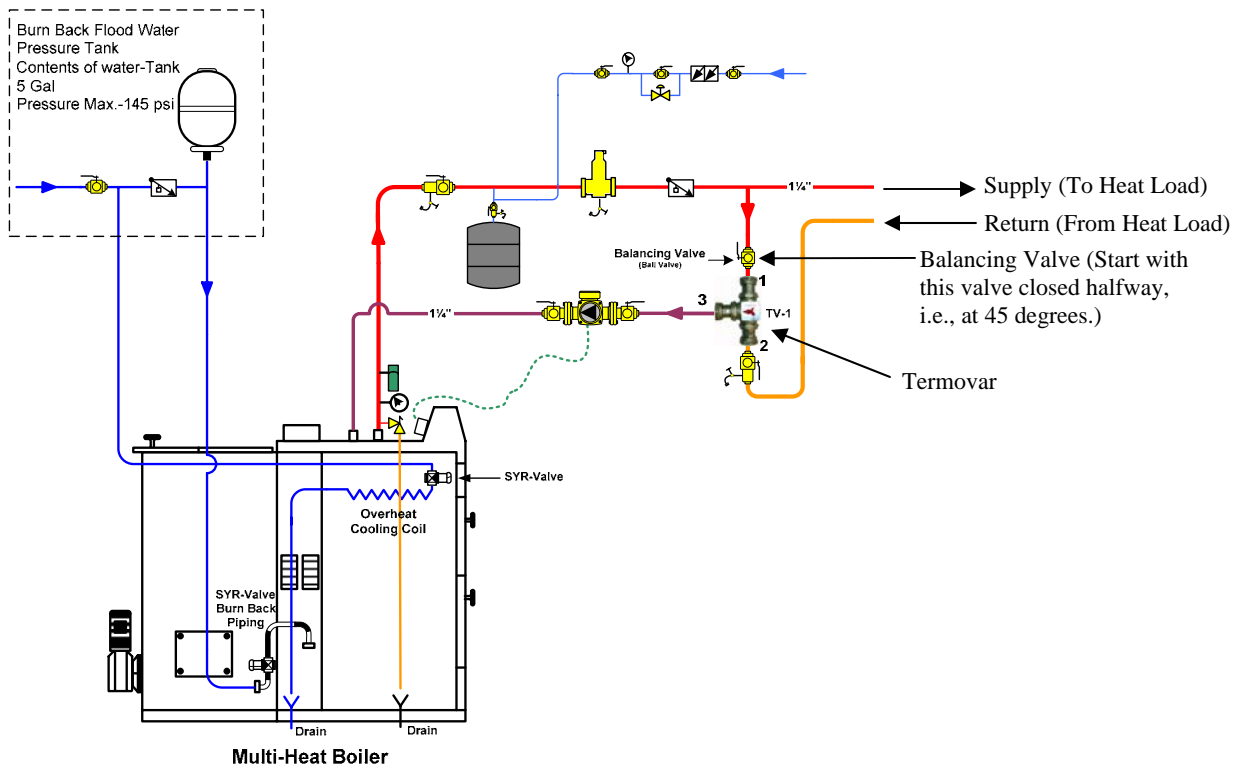 Burn Back Flood Water
Pressure Tank
Contents of water-Tank
5 Gal
Pressure Max.-145 psi
1¼"
Supply (To Heat Load)
Return (From Heat Load)
Balancing Valve
(Ball Valve)
Balancing Valve (Start with
this valve closed halfway,
i.e., at 45 degrees.)
1
3
TV-1
1¼"
2
Termovar
SYR-Valve
Overheat
Cooling Coil
SYR-Valve
Burn Back
Piping
Drain
Drain
Multi-Heat Boiler